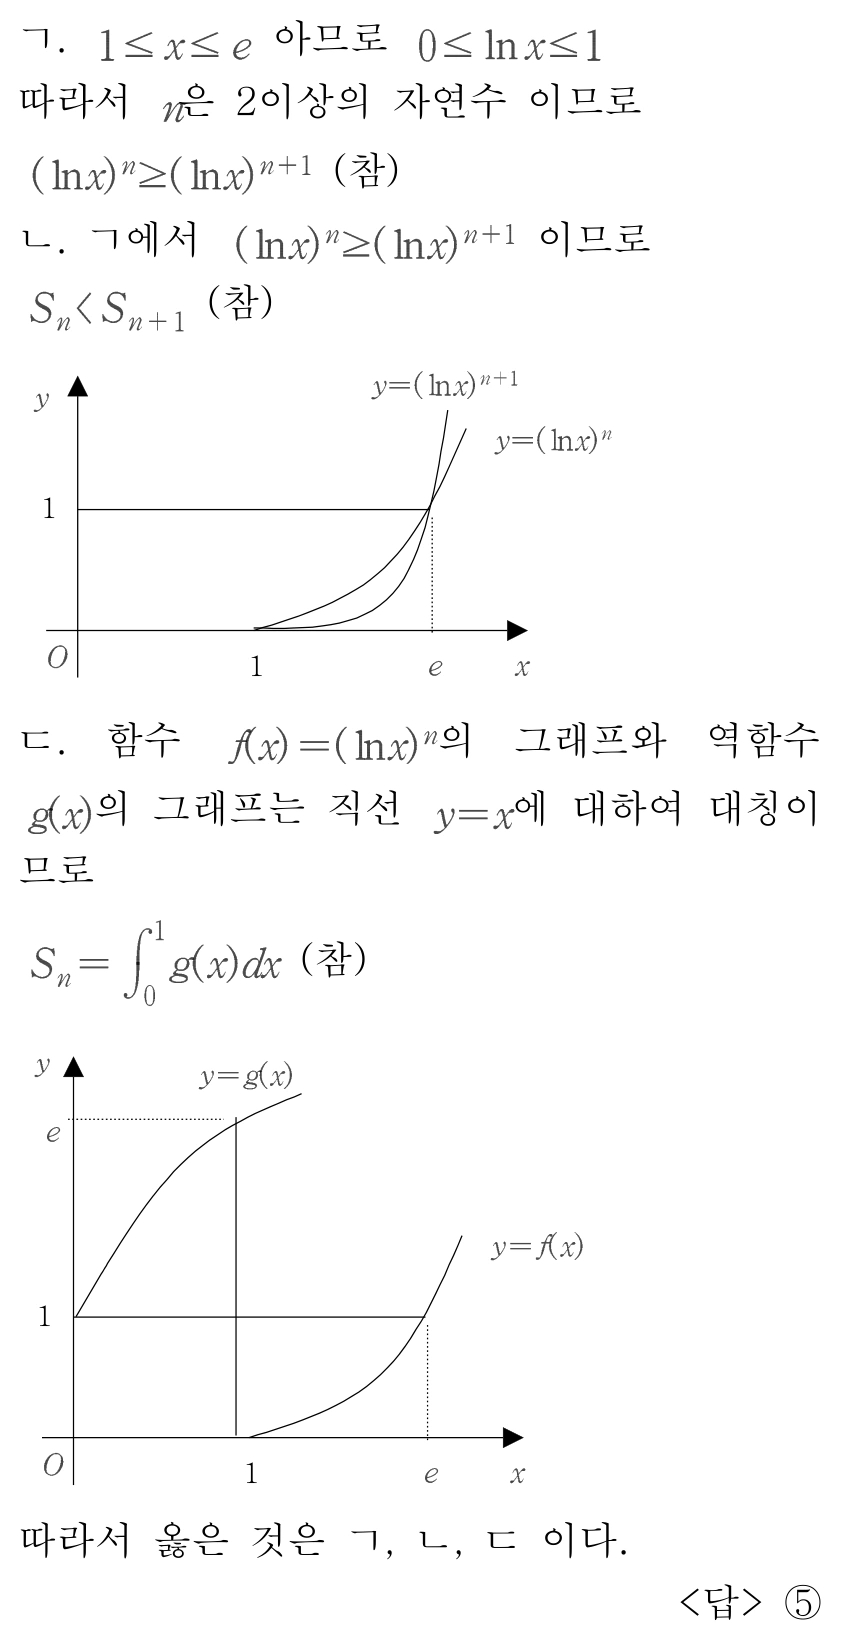 ㄱ. 1≤x≤e 아므로 0≤lnx≤1
따라서 n은 2이상의 자연수 이므로
(lnx)ⁿ≥(lnx)ⁿ⁺¹ (참)
ㄴ. ㄱ에서 (lnx)ⁿ≥(lnx)ⁿ⁺¹ 이므로
Sₙ<Sₙ₊₁ (참)
y=(lnx)ⁿ⁺¹
y
y=(lnx)ⁿ
1
O 1 e x
ㄷ. 함수 f(x)=(lnx)ⁿ의 그래프와 역함수
g(x)의 그래프는 직선 y=x에 대하여 대칭이
므로
Sₙ=∫₀¹g(x)dx (참)
y
y=g(x)
e
y=f(x)
1
O 1 e x
따라서 옳은 것은 ㄱ, ㄴ, ㄷ 이다.
<답> ⑤